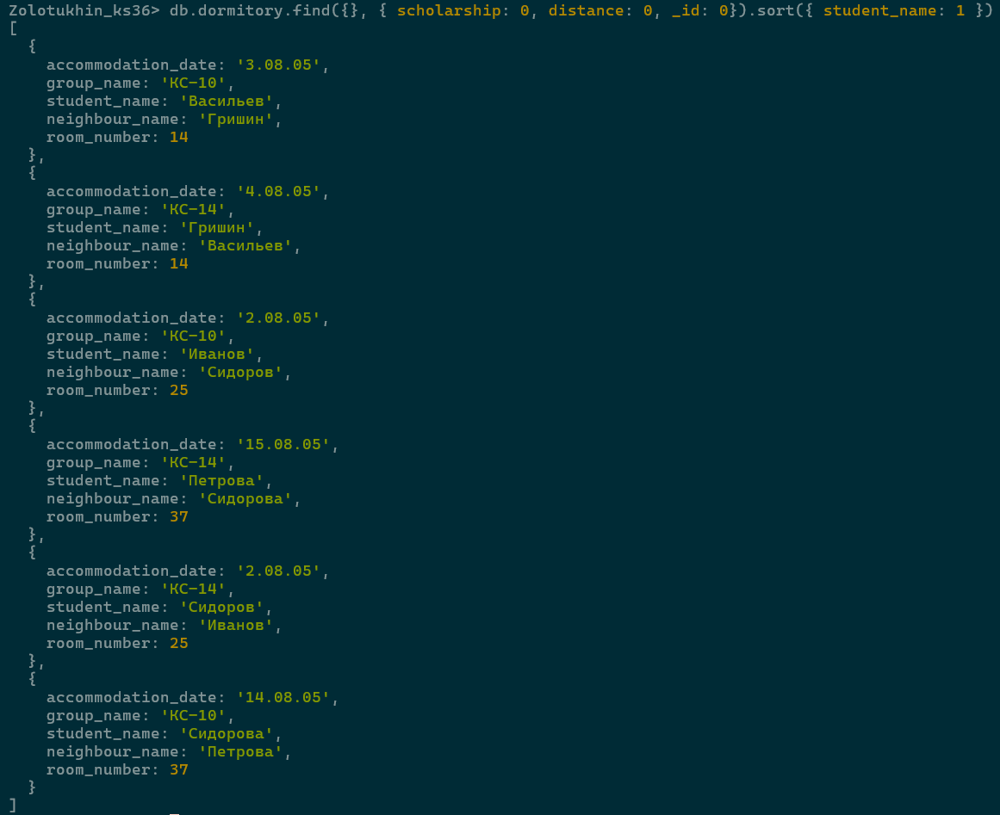 Zolotukhin_ks36> db.dormitory.find({}, { scholarship: 0, distance: 0, _id: 0}).sort({ student_name: 1 })
[
  {
    accommodation_date: '3.08.05',
    group_name: 'КС-10',
    student_name: 'Васильев',
    neighbour_name: 'Гришин',
    room_number: 14
  },
  {
    accommodation_date: '4.08.05',
    group_name: 'КС-14',
    student_name: 'Гришин',
    neighbour_name: 'Васильев',
    room_number: 14
  },
  {
    accommodation_date: '2.08.05',
    group_name: 'КС-10',
    student_name: 'Иванов',
    neighbour_name: 'Сидоров',
    room_number: 25
  },
  {
    accommodation_date: '15.08.05',
    group_name: 'КС-14',
    student_name: 'Петрова',
    neighbour_name: 'Сидорова',
    room_number: 37
  },
  {
    accommodation_date: '2.08.05',
    group_name: 'КС-14',
    student_name: 'Сидоров',
    neighbour_name: 'Иванов',
    room_number: 25
  },
  {
    accommodation_date: '14.08.05',
    group_name: 'КС-10',
    student_name: 'Сидорова',
    neighbour_name: 'Петрова',
    room_number: 37
  }
]